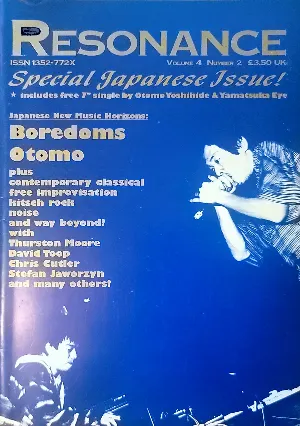 RESONANCE
ISSN 1352-772X VOLUME 4 NUMBER 2 £3.50 UK
Special Japanese Issue!
* includes free 7" single by Otomo Yoshihide & Yamatsuka Eye
Japanese New Music Horizons:
Boredoms
Otomo
plus
contemporary classical
free improvisation
kitsch rock
noise
and way beyond!
with
Thurston Moore
David Toop
Chris Cutler
Stefan Jaworzyn
and many others!